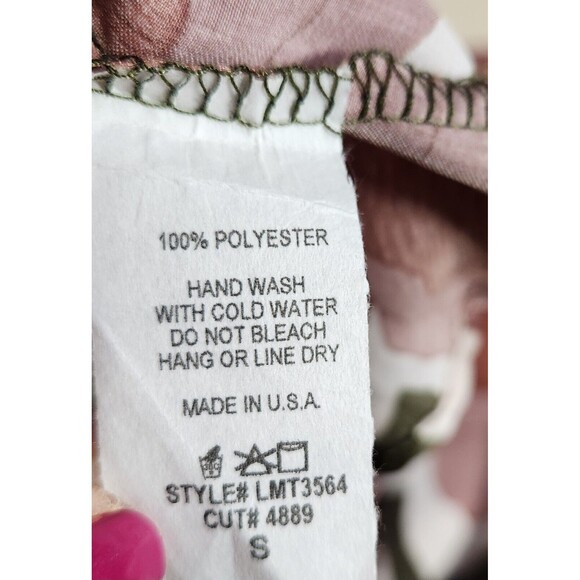 100% POLYESTER
HAND WASH
WITH COLD WATER
DO NOT BLEACH
HANG OR LINE DRY
MADE IN U.S.A.
STYLE# LMT3564
CUT# 4889
S